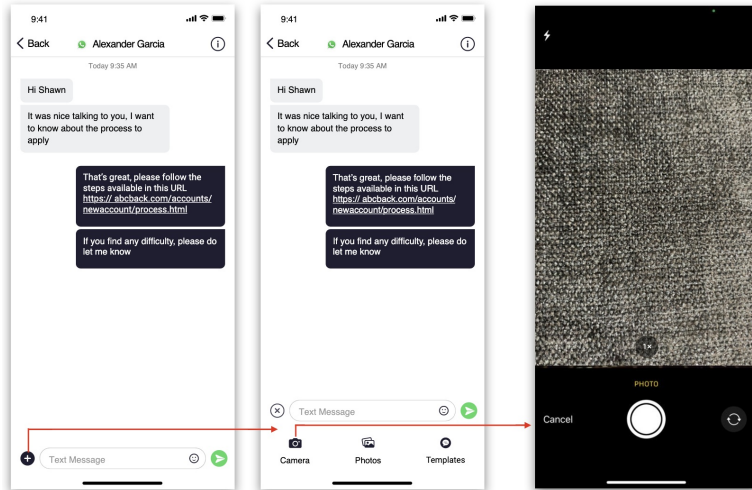 9:41
Back
Alexander Garcia
Today 9:35 AM
Hi Shawn
It was nice talking to you, I want
to know about the process to
apply
That's great, please follow the
steps available in this URL
https:// abcback.com/accounts/
newaccount/process.html
If you find any difficulty, please do
let me know
Text Message
9:41
Back
Alexander Garcia
Today 9:35 AM
Hi Shawn
It was nice talking to you, I want
to know about the process to
apply
That's great, please follow the
steps available in this URL
https:// abcback.com/accounts/
newaccount/process.html
If you find any difficulty, please do
let me know
Text Message
Camera Photos Templates
1×
PHOTO
Cancel